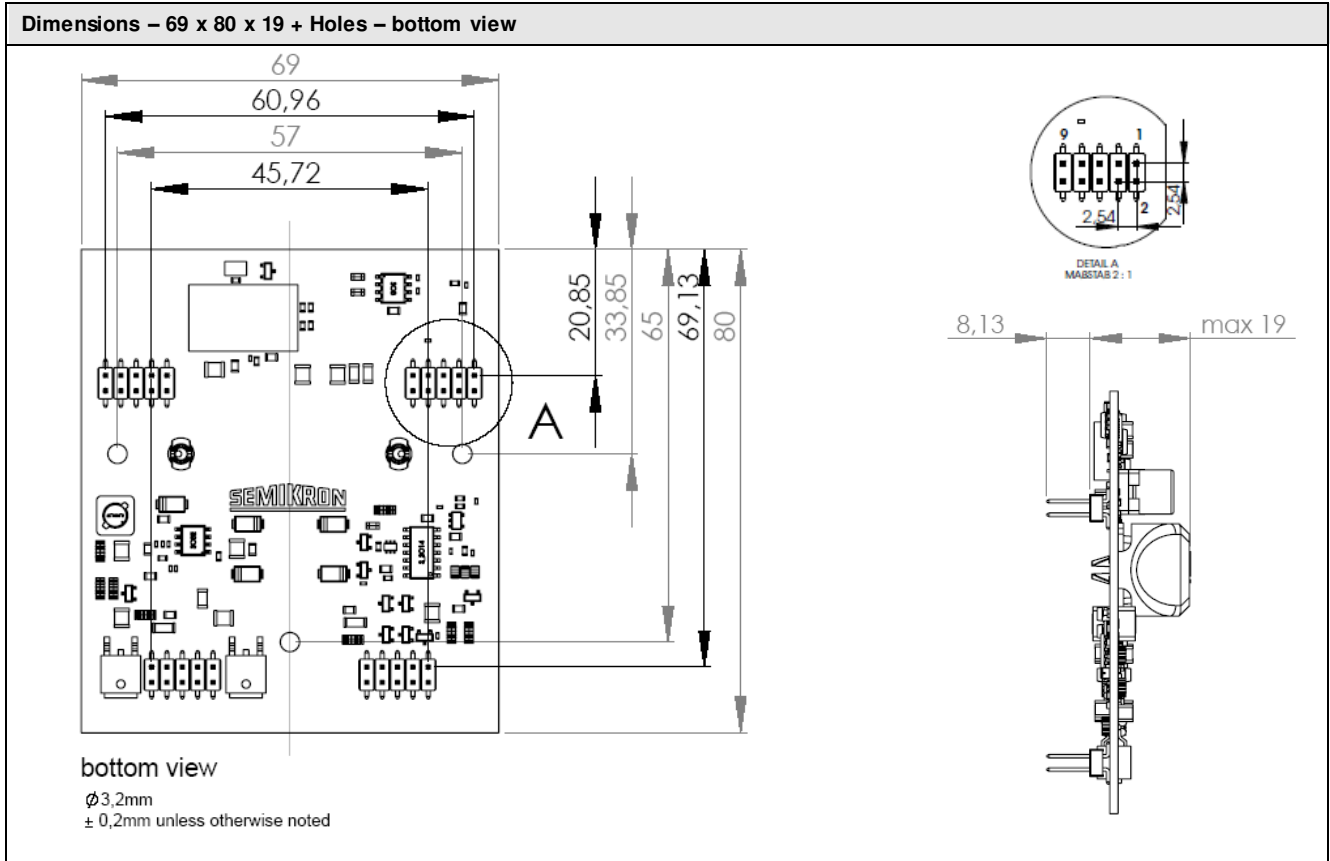 Dimensions – 69 x 80 x 19 + Holes – bottom view
69
60,96
57
45,72
20,85
33,85
65
69,13
80
A
SEMIKRON
9
1
2
2,54
2,54
DETAIL A
MAßSTAB 2 : 1
8,13
max 19
bottom view
Ø3,2mm
± 0,2mm unless otherwise noted